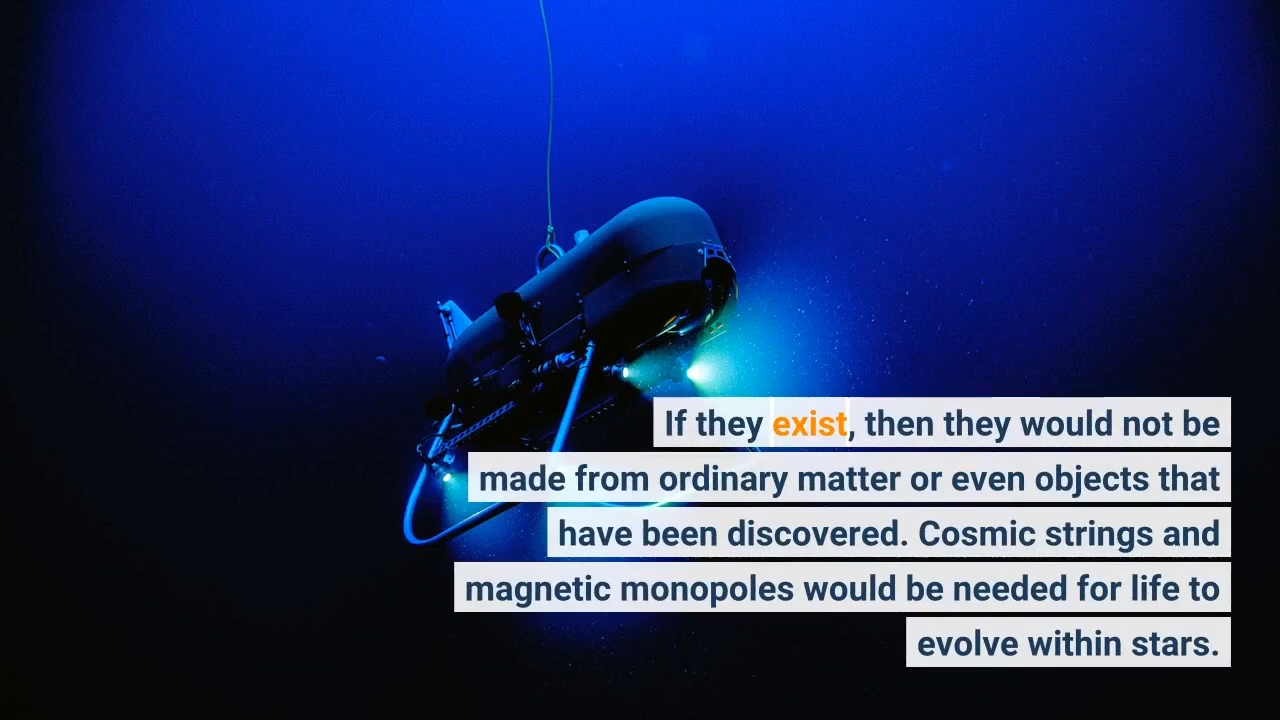 If they exist, then they would not be
made from ordinary matter or even objects that
have been discovered. Cosmic strings and
magnetic monopoles would be needed for life to
evolve within stars.